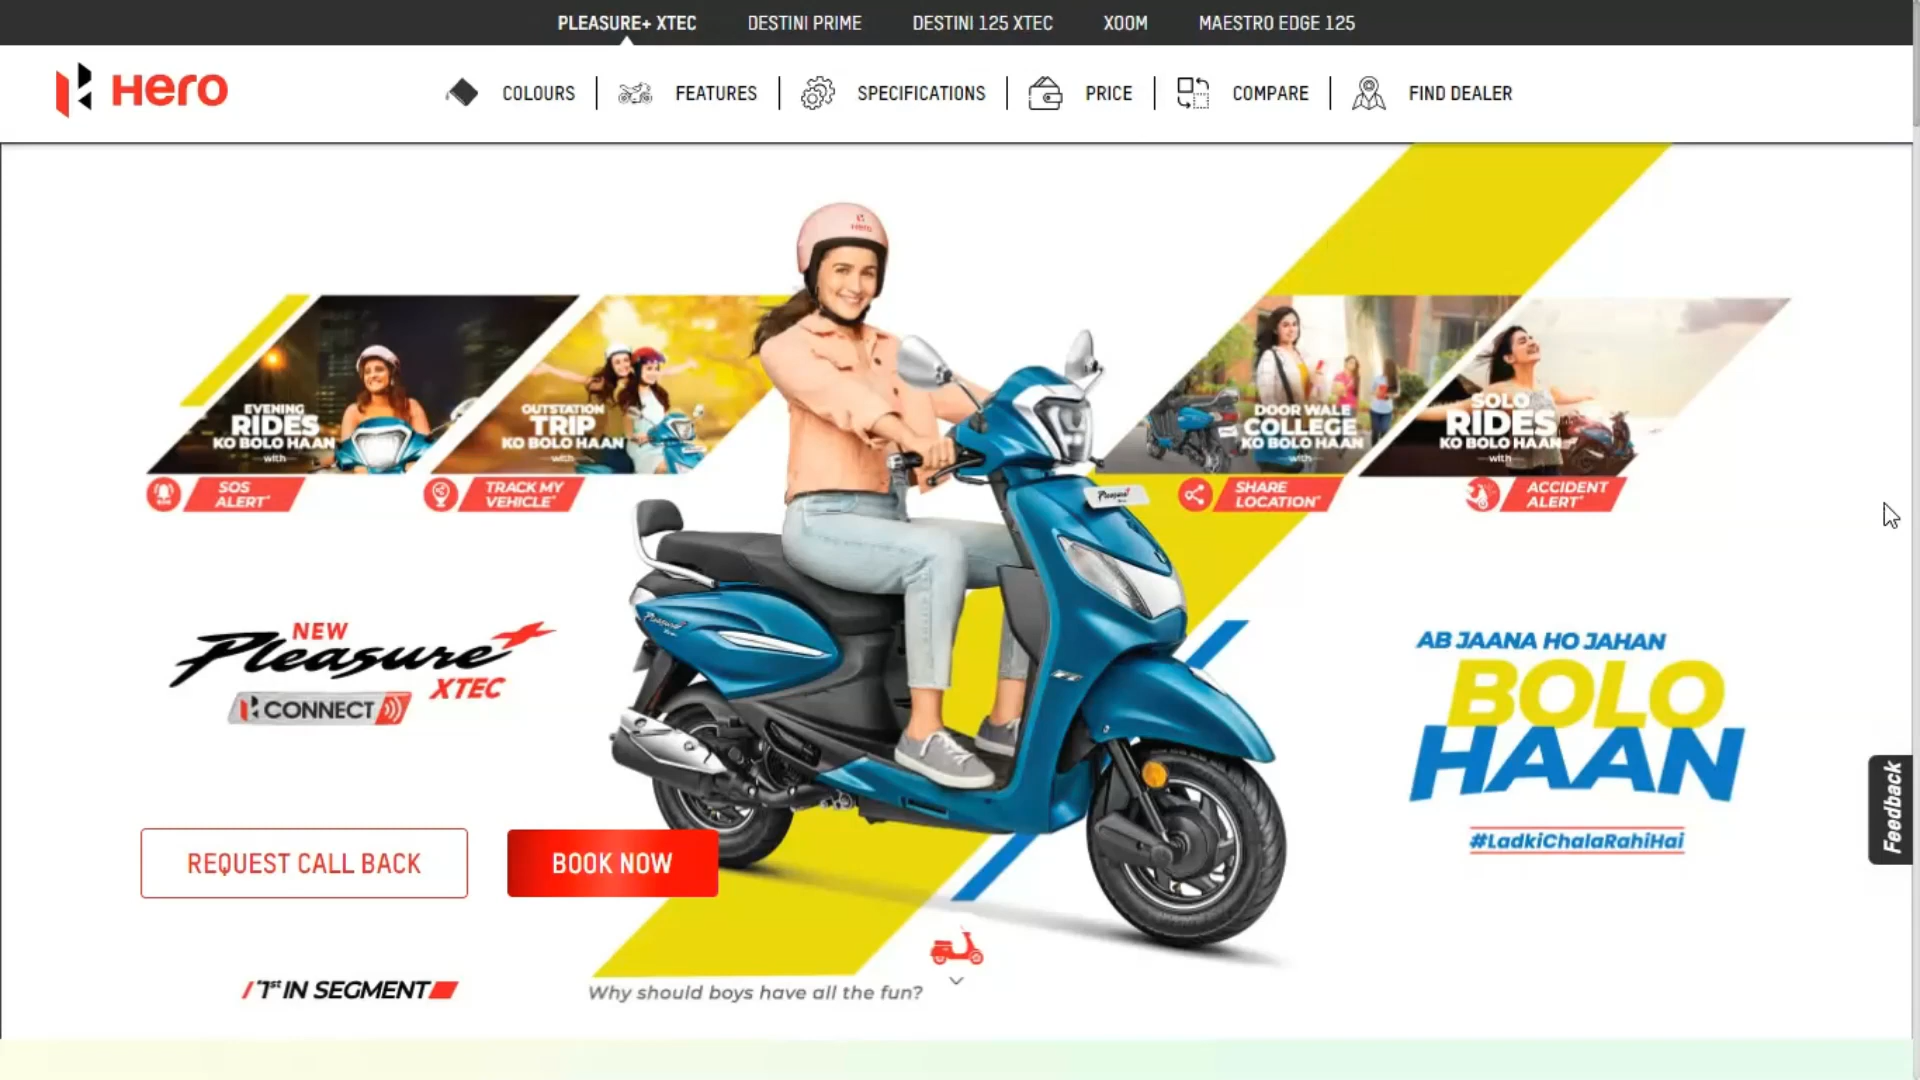 PLEASURE+ XTEC
DESTINI PRIME
DESTINI 125 XTEC
XOOM
MAESTRO EDGE 125
Hero
COLOURS
FEATURES
SPECIFICATIONS
PRICE
COMPARE
FIND DEALER
Hero
EVENING
RIDES
KO BOLO HAAN
with
SOS
ALERT*
OUTSTATION
TRIP
KO BOLO HAAN
with
TRACK MY
VEHICLE*
DOOR WALE
COLLEGE
KO BOLO HAAN
with
SHARE
LOCATION*
SOLO
RIDES
KO BOLO HAAN
with
ACCIDENT
ALERT*
Pleasure+
Pleasure+
NEW
Pleasure+
XTEC
CONNECT
AB JAANA HO JAHAN
BOLO
HAAN
#LadkiChalaRahiHai
Feedback
REQUEST CALL BACK
BOOK NOW
*1st IN SEGMENT
Why should boys have all the fun?